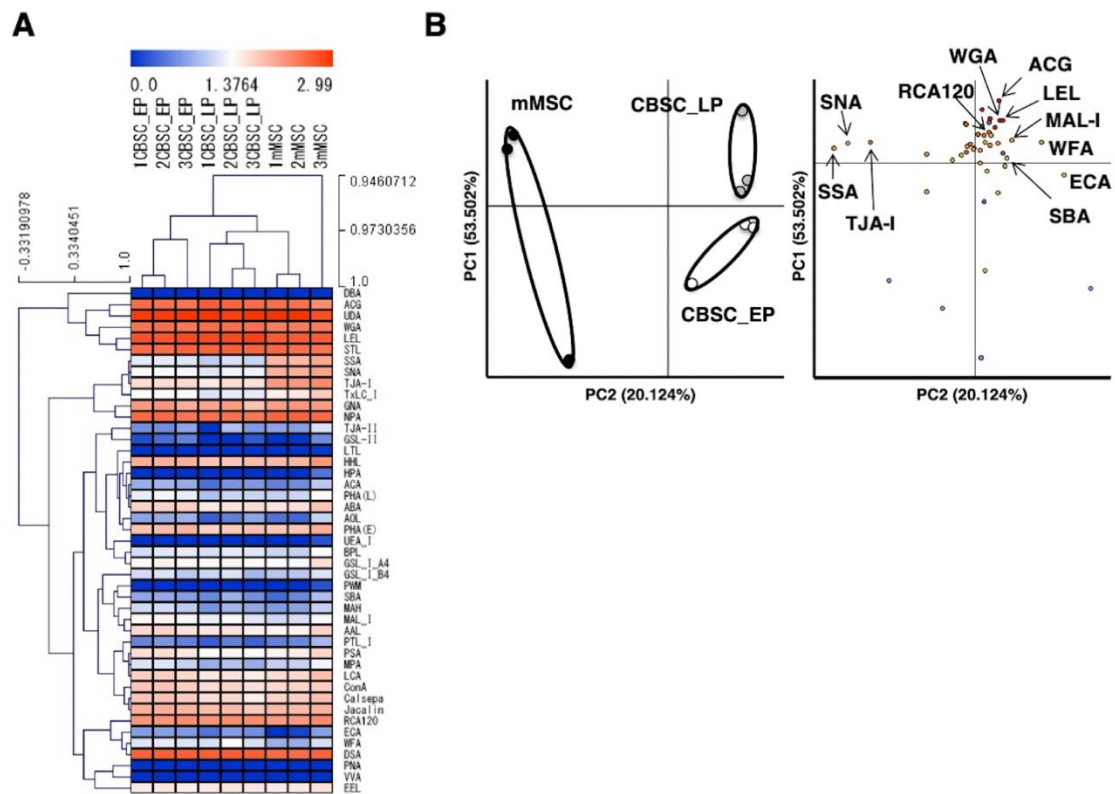 A
0.0 1.3764 2.99
1CBSC_EP
2CBSC_EP
3CBSC_EP
1CBSC_LP
2CBSC_LP
3CBSC_LP
1mMSC
2mMSC
3mMSC
0.9460712
0.9730356
1.0
-0.33190978
0.3340451
1.0
DBA
ACG
UDA
WGA
LEL
STL
SSA
SNA
TJA-I
TxLC_I
GNA
NPA
TJA-II
GSL-II
LTL
HHL
HPA
ACA
PHA(L)
ABA
AOL
PHA(E)
UEA_I
BPL
GSL_I_A4
GSL_I_B4
PWM
SBA
MAH
MAL_I
AAL
PTL_I
PSA
MPA
LCA
ConA
Calsepa
Jacalin
RCA120
ECA
WFA
DSA
PNA
VVA
EEL
B
mMSC
CBSC_LP
CBSC_EP
PC1 (53.502%)
PC2 (20.124%)
WGA
ACG
RCA120
LEL
SNA
MAL-I
WFA
ECA
SSA
TJA-I
SBA
PC1 (53.502%)
PC2 (20.124%)